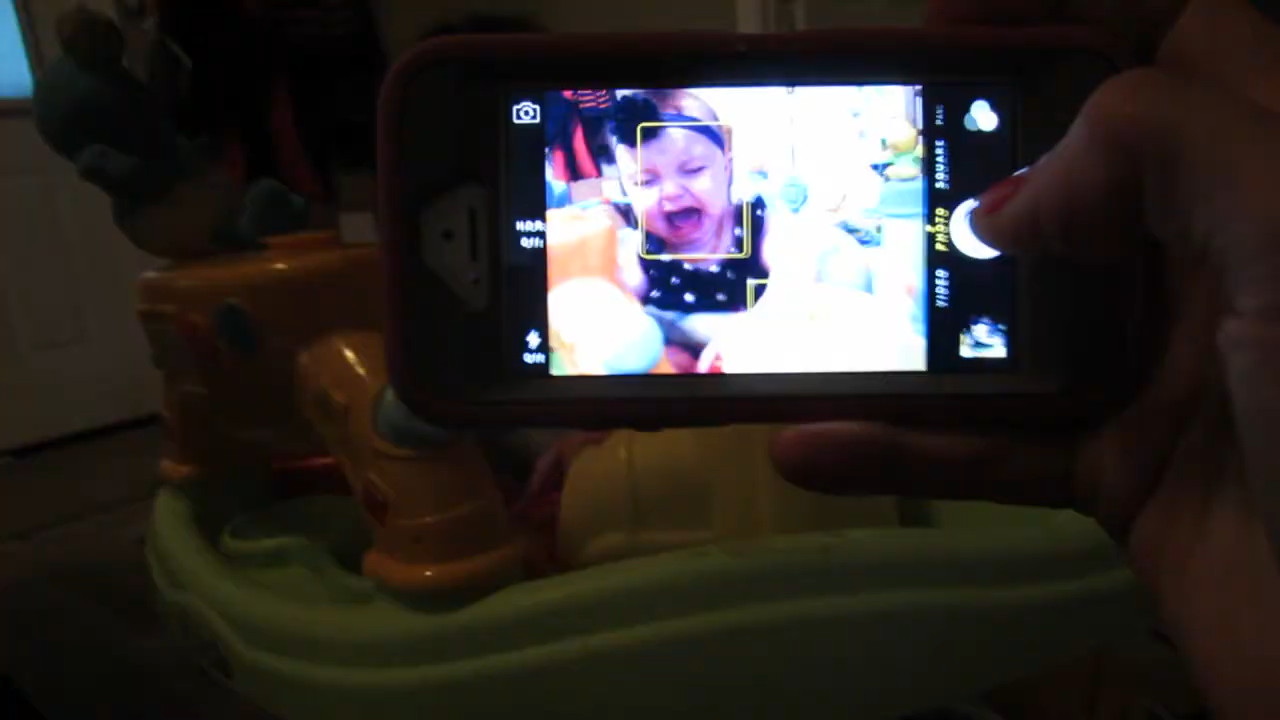 HDR
Off
Off
PANO
SQUARE
PHOTO
VIDEO